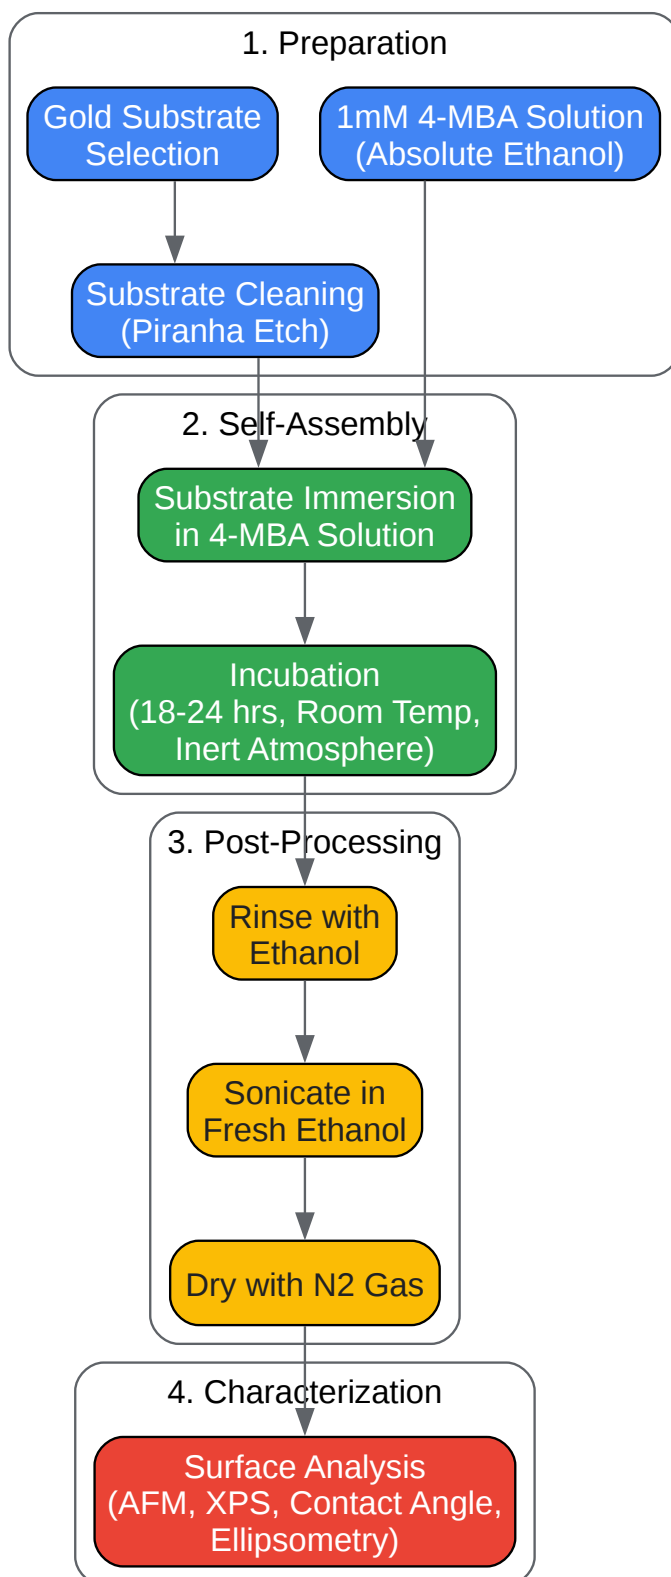 1. Preparation
Gold Substrate
Selection
1mM 4-MBA Solution
(Absolute Ethanol)
Substrate Cleaning
(Piranha Etch)
2. Self-Assembly
Substrate Immersion
in 4-MBA Solution
Incubation
(18-24 hrs, Room Temp,
Inert Atmosphere)
3. Post-Processing
Rinse with
Ethanol
Sonicate in
Fresh Ethanol
Dry with N2 Gas
4. Characterization
Surface Analysis
(AFM, XPS, Contact Angle,
Ellipsometry)